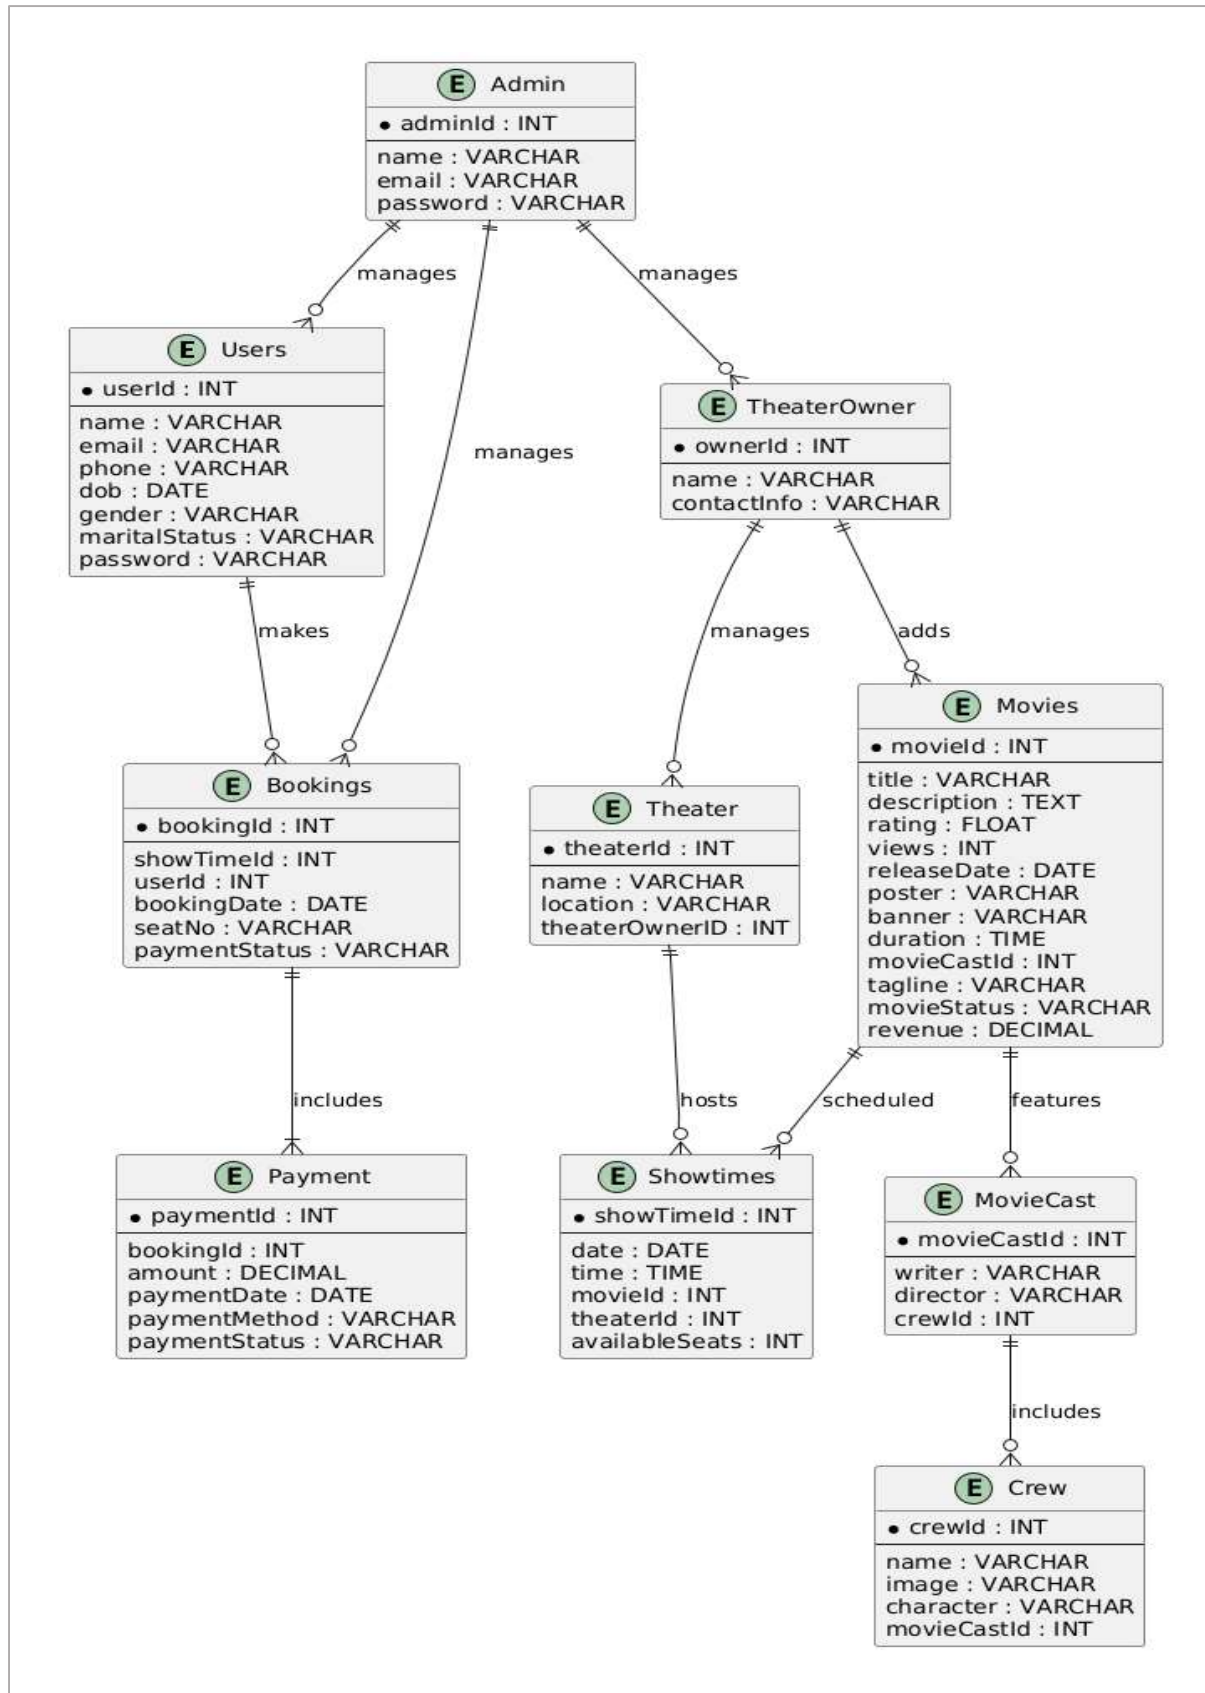 E Admin
• adminId : INT
name : VARCHAR
email : VARCHAR
password : VARCHAR
manages
manages
E Users
• userId : INT
name : VARCHAR
email : VARCHAR
phone : VARCHAR
dob : DATE
gender : VARCHAR
maritalStatus : VARCHAR
password : VARCHAR
manages
E TheaterOwner
• ownerId : INT
name : VARCHAR
contactInfo : VARCHAR
makes
manages
adds
E Bookings
• bookingId : INT
showTimeId : INT
userId : INT
bookingDate : DATE
seatNo : VARCHAR
paymentStatus : VARCHAR
E Theater
• theaterId : INT
name : VARCHAR
location : VARCHAR
theaterOwnerID : INT
E Movies
• movieId : INT
title : VARCHAR
description : TEXT
rating : FLOAT
views : INT
releaseDate : DATE
poster : VARCHAR
banner : VARCHAR
duration : TIME
movieCastId : INT
tagline : VARCHAR
movieStatus : VARCHAR
revenue : DECIMAL
includes
hosts
scheduled
features
E Payment
• paymentId : INT
bookingId : INT
amount : DECIMAL
paymentDate : DATE
paymentMethod : VARCHAR
paymentStatus : VARCHAR
E Showtimes
• showTimeId : INT
date : DATE
time : TIME
movieId : INT
theaterId : INT
availableSeats : INT
E MovieCast
• movieCastId : INT
writer : VARCHAR
director : VARCHAR
crewId : INT
includes
E Crew
• crewId : INT
name : VARCHAR
image : VARCHAR
character : VARCHAR
movieCastId : INT